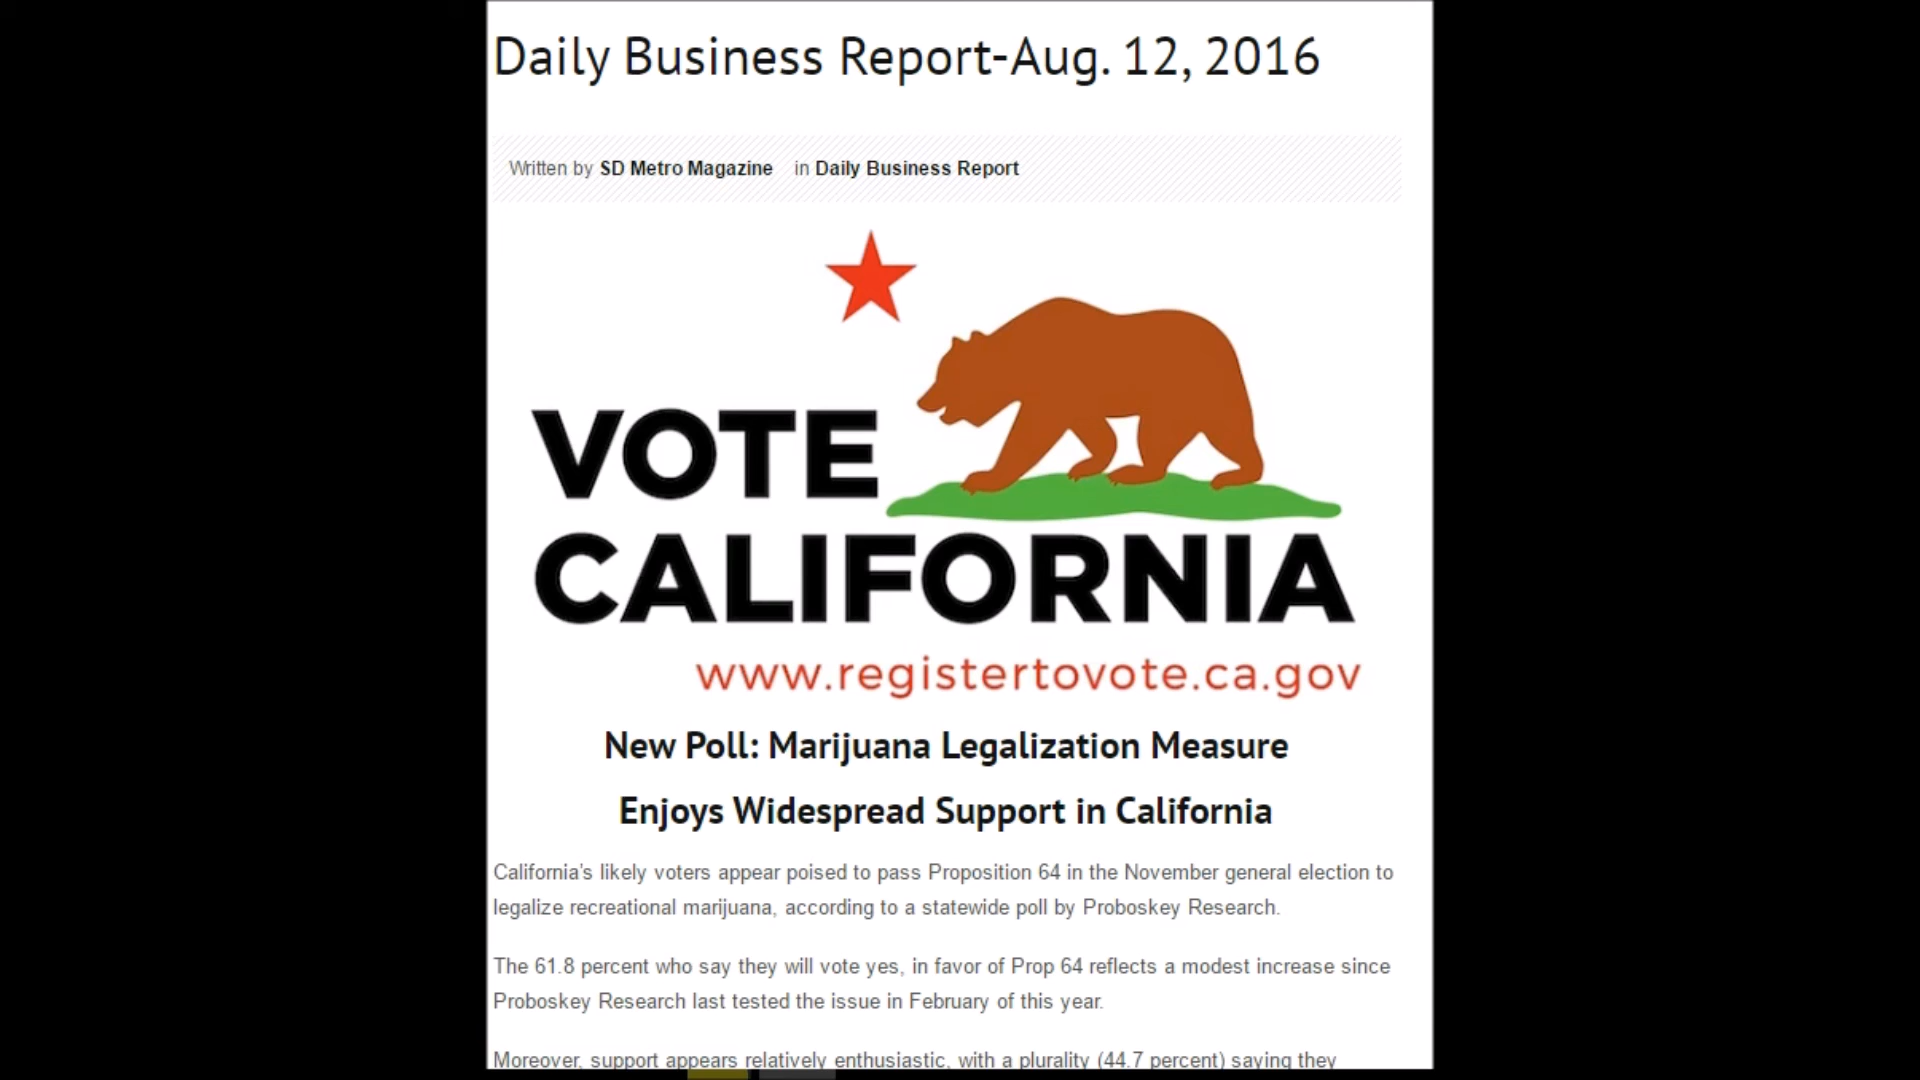 Daily Business Report-Aug. 12, 2016
Written by SD Metro Magazine in Daily Business Report
VOTE
CALIFORNIA
www.registertovote.ca.gov
New Poll: Marijuana Legalization Measure
Enjoys Widespread Support in California
California's likely voters appear poised to pass Proposition 64 in the November general election to
legalize recreational marijuana, according to a statewide poll by Proboskey Research.
The 61.8 percent who say they will vote yes, in favor of Prop 64 reflects a modest increase since
Proboskey Research last tested the issue in February of this year.
Moreover, support appears relatively enthusiastic, with a plurality (44.7 percent) saying they